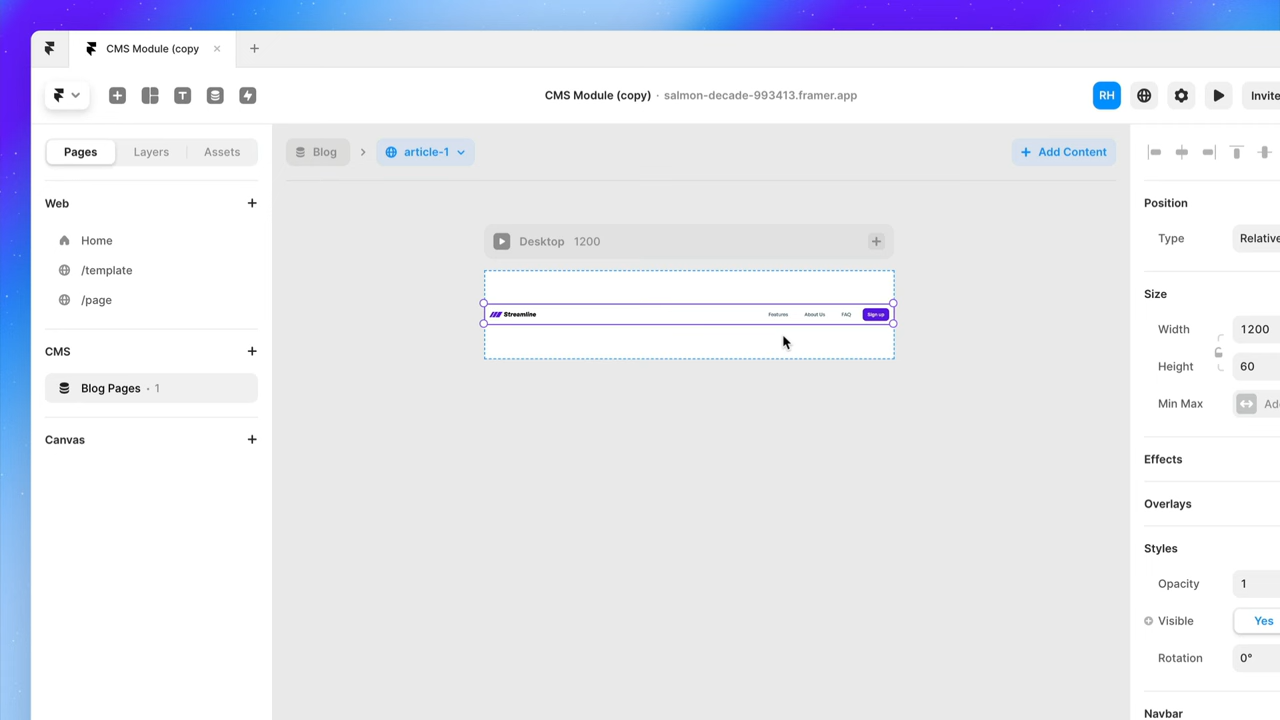 CMS Module (copy
CMS Module (copy) · salmon-decade-993413.framer.app
RH
Invite
Pages Layers Assets
Blog
article-1
+ Add Content
Web
Home
/template
/page
CMS
Blog Pages · 1
Canvas
Desktop 1200
Streamline
Features
About Us
FAQ
Sign up
Position
Type Relative
Size
Width 1200
Height 60
Min Max Ad
Effects
Overlays
Styles
Opacity 1
Visible Yes
Rotation 0°
Navbar